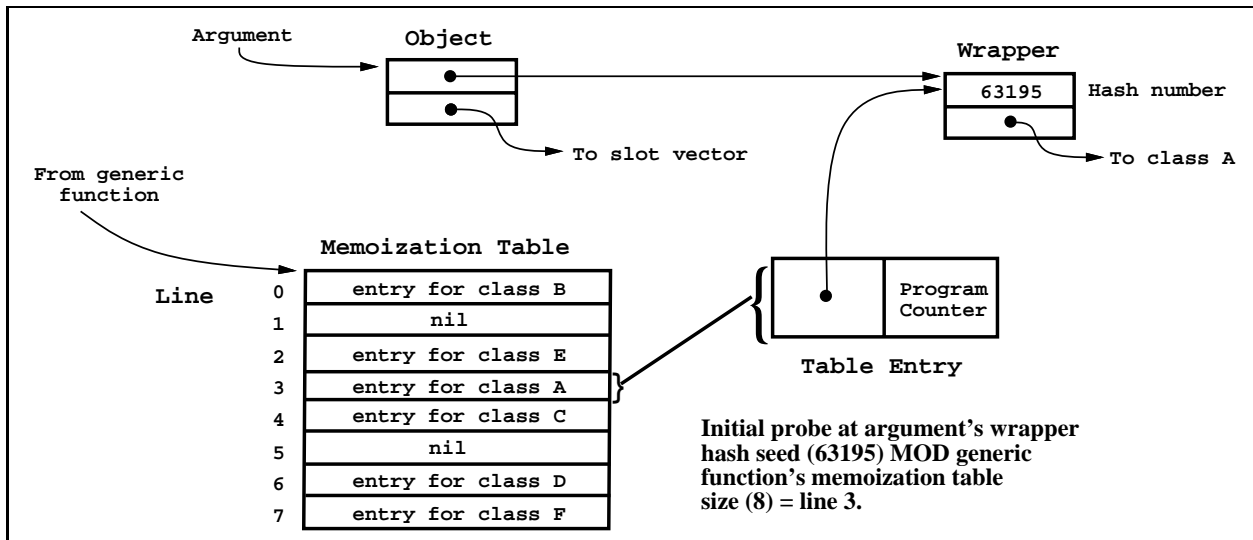 Argument
Object
Wrapper
63195
Hash number
To slot vector
To class A
From generic
function
Memoization Table
Line
0
entry for class B
1
nil
2
entry for class E
3
entry for class A
4
entry for class C
5
nil
6
entry for class D
7
entry for class F
Program
Counter
Table Entry
Initial probe at argument's wrapper
hash seed (63195) MOD generic
function's memoization table
size (8) = line 3.